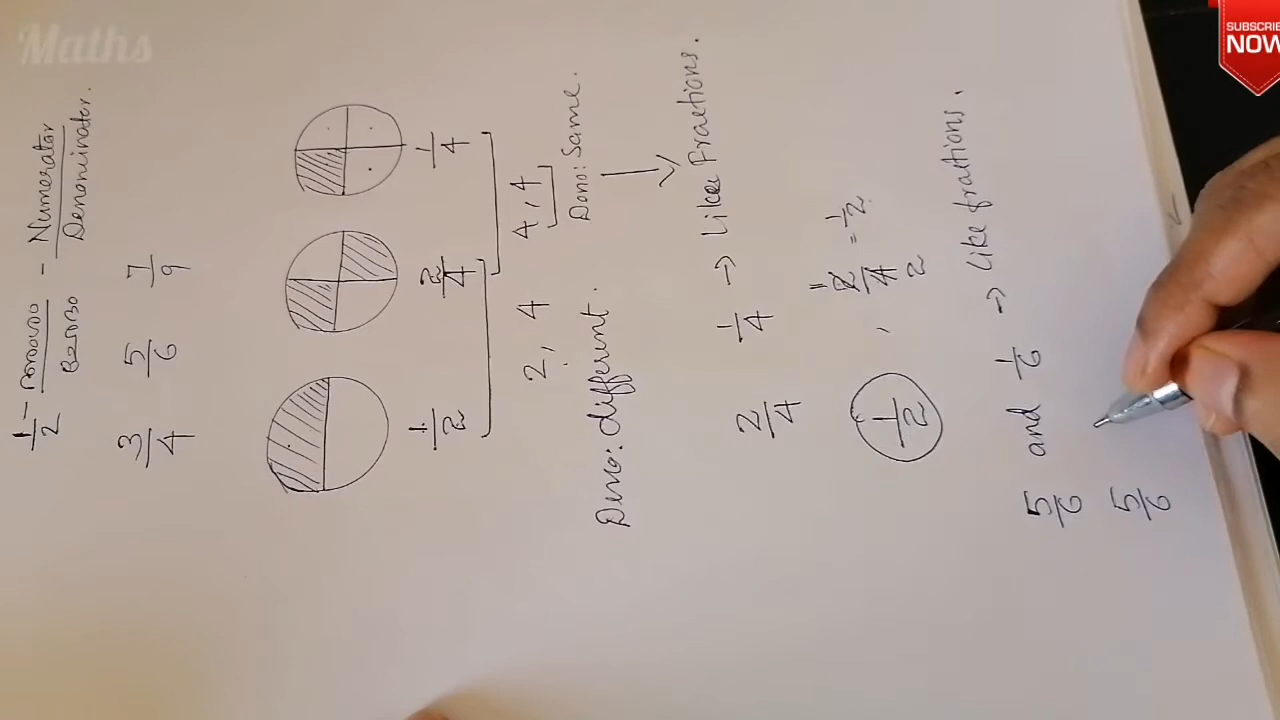 Maths
SUBSCRIBE
NOW
1/2 - Numerator
Denominator.
3/4 5/6 7/9
1/2 2/4 1/4
2, 4 4, 4
Deno: different. Deno: Same.
2/4 1/4 → Like Fractions.
1/2 , 2/4 = 1/2
1 2
5/6 and 1/6 → Like fractions.
5/6